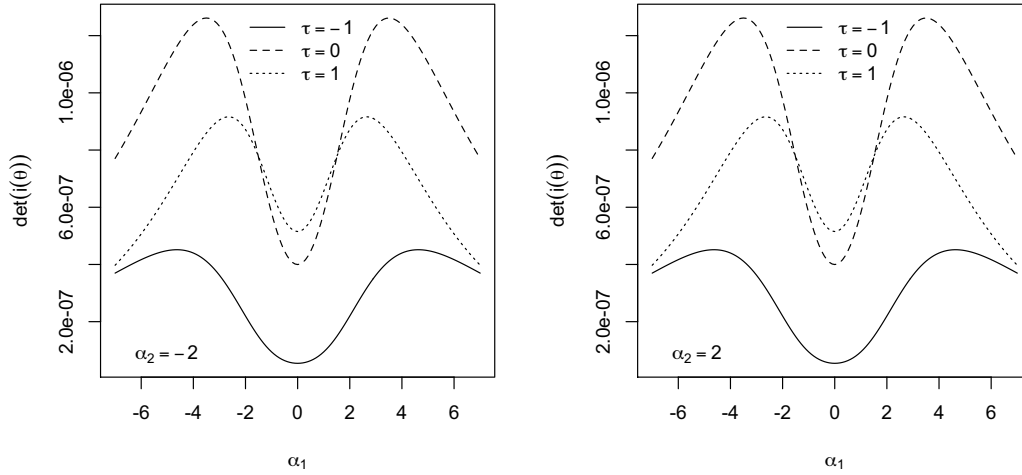 τ = −1
τ = 0
τ = 1
det(i(θ))
2.0e-07
6.0e-07
1.0e-06
α2 = −2
-6 -4 -2 0 2 4 6
α1
τ = −1
τ = 0
τ = 1
det(i(θ))
2.0e-07
6.0e-07
1.0e-06
α2 = 2
-6 -4 -2 0 2 4 6
α1